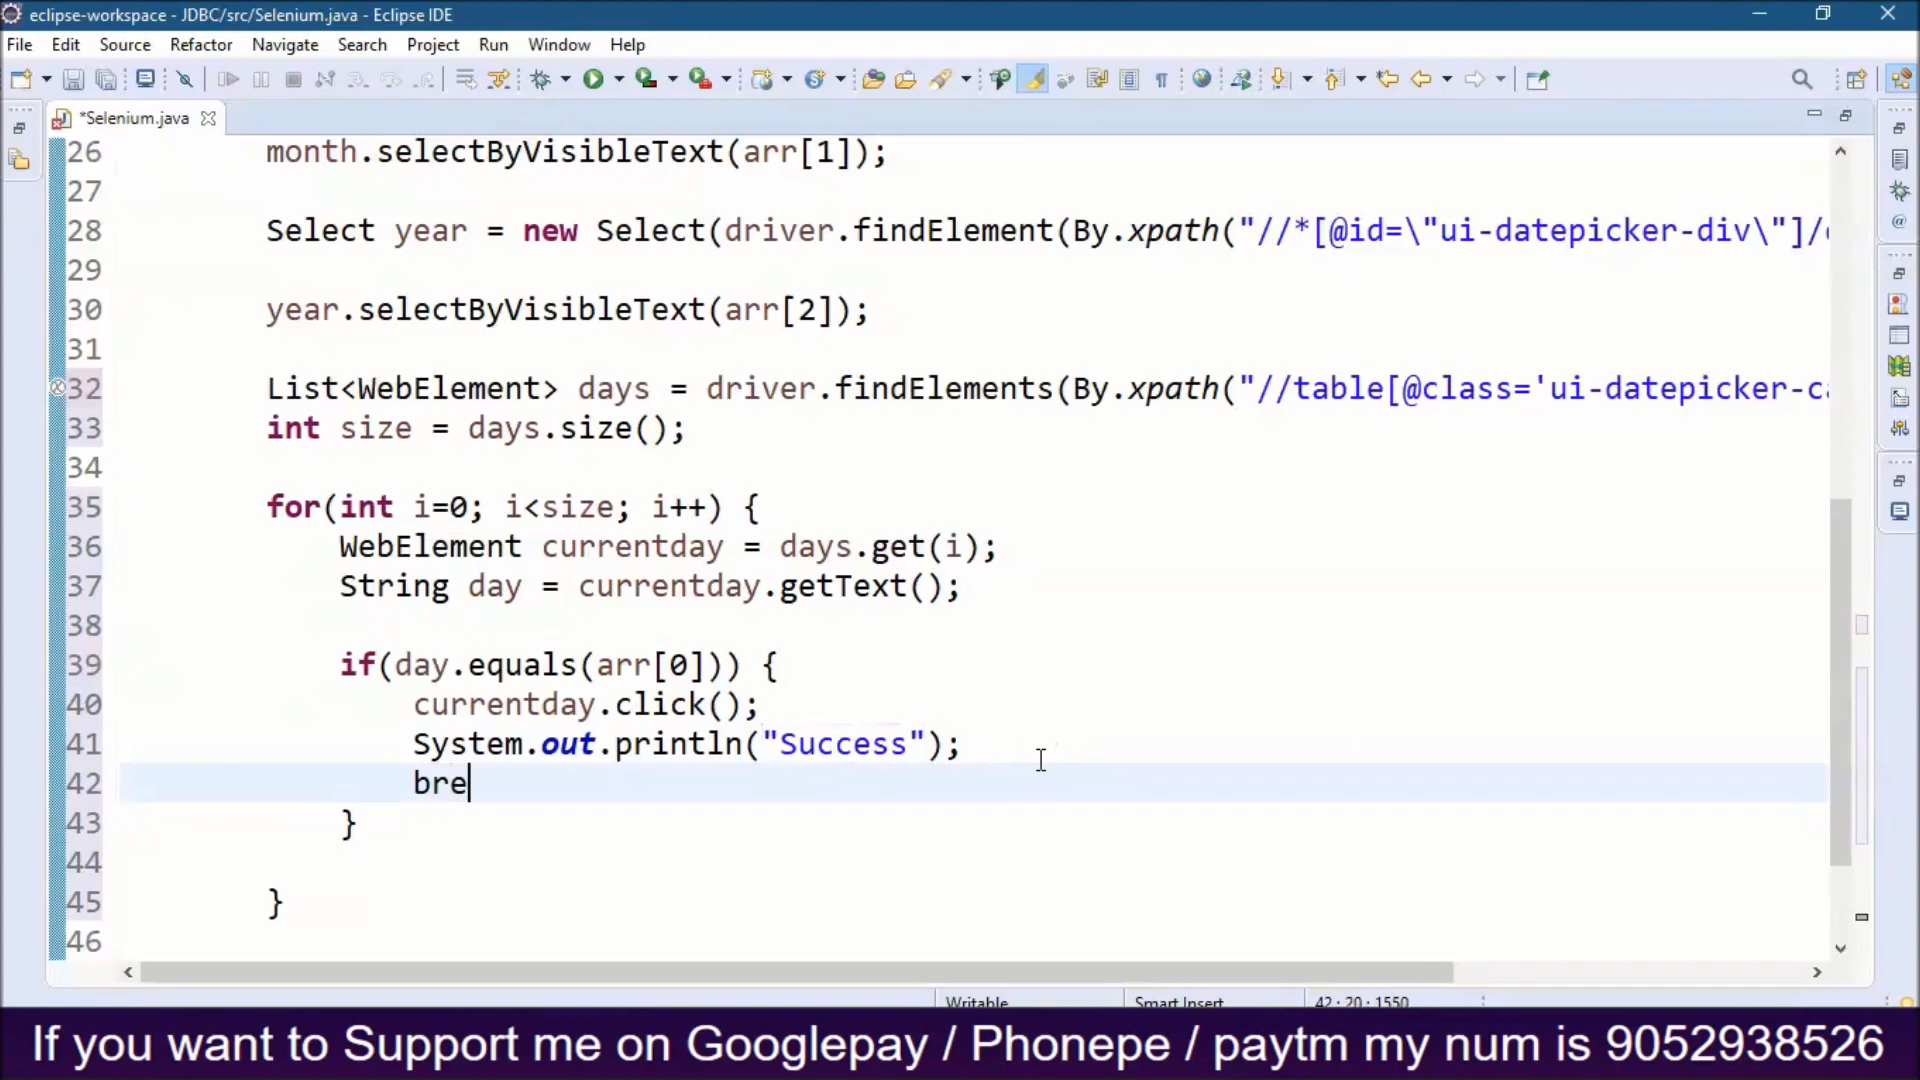 eclipse-workspace - JDBC/src/Selenium.java - Eclipse IDE
File Edit Source Refactor Navigate Search Project Run Window Help
*Selenium.java
26 month.selectByVisibleText(arr[1]);
27
28 Select year = new Select(driver.findElement(By.xpath("//*[@id=\"ui-datepicker-div\"]/
29
30 year.selectByVisibleText(arr[2]);
31
32 List<WebElement> days = driver.findElements(By.xpath("//table[@class='ui-datepicker-ca
33 int size = days.size();
34
35 for(int i=0; i<size; i++) {
36 WebElement currentday = days.get(i);
37 String day = currentday.getText();
38
39 if(day.equals(arr[0])) {
40 currentday.click();
41 System.out.println("Success");
42 bre
43 }
44
45 }
46
Writable Smart Insert 42 : 20 : 1550
If you want to Support me on Googlepay / Phonepe / paytm my num is 9052938526